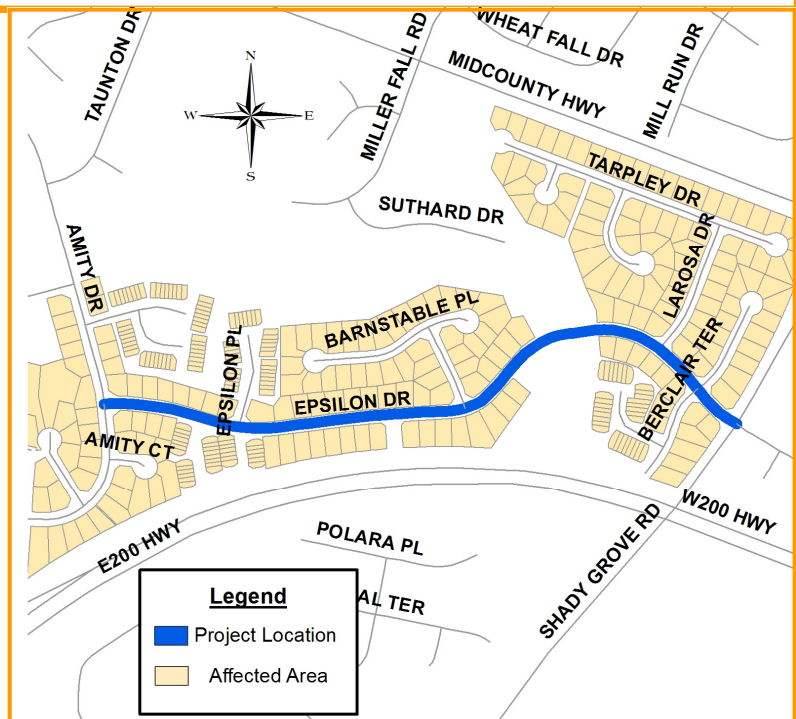 WHEAT FALL DR
TAUNTON DR
MILLER FALL RD
MIDCOUNTY HWY
MILL RUN DR
N
W
E
S
TARPLEY DR
SUTHARD DR
LAROSA DR
AMITY DR
BARNSTABLE PL
EPSILON PL
BERCLAIR TER
EPSILON DR
AMITY CT
E200 HWY
W200 HWY
POLARA PL
SHADY GROVE RD
AL TER
Legend
Project Location
Affected Area